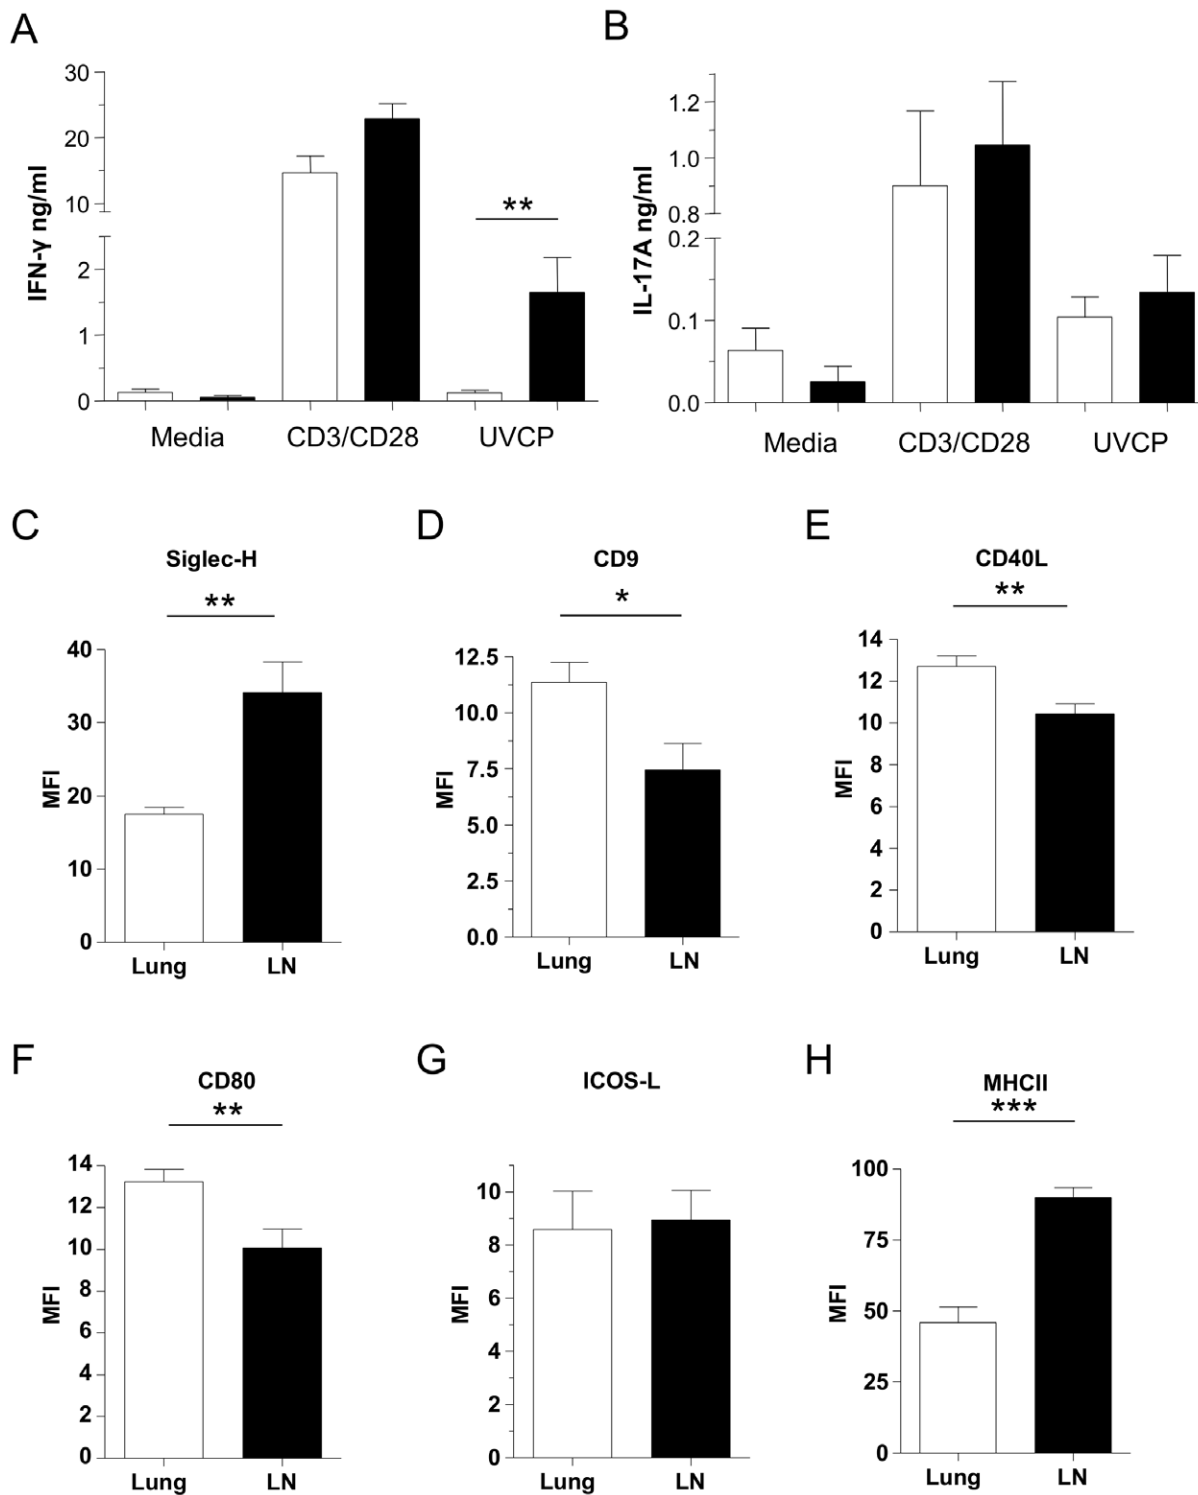 A
IFN-γ ng/ml
30
20
10
2
1
0
**
Media
CD3/CD28
UVCP
B
IL-17A ng/ml
1.2
1.0
0.8
0.2
0.1
0.0
Media
CD3/CD28
UVCP
C
Siglec-H
**
MFI
40
30
20
10
0
Lung
LN
D
CD9
*
MFI
12.5
10.0
7.5
5.0
2.5
0.0
Lung
LN
E
CD40L
**
MFI
14
12
10
8
6
4
2
0
Lung
LN
F
CD80
**
MFI
14
12
10
8
6
4
2
0
Lung
LN
G
ICOS-L
MFI
10
8
6
4
2
0
Lung
LN
H
MHCII
***
MFI
100
75
50
25
0
Lung
LN